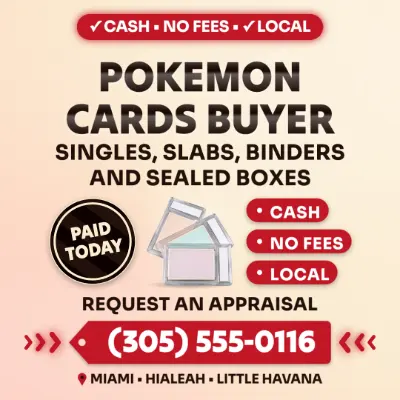 ✓CASH • NO FEES • ✓LOCAL
POKEMON
CARDS BUYER
SINGLES, SLABS, BINDERS
AND SEALED BOXES
PAID
TODAY
• CASH
• NO FEES
• LOCAL
REQUEST AN APPRAISAL
(305) 555-0116
MIAMI • HIALEAH • LITTLE HAVANA